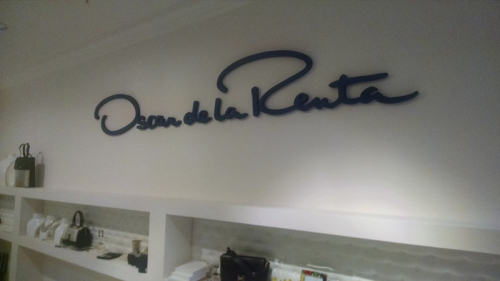 Oscar de la Renta